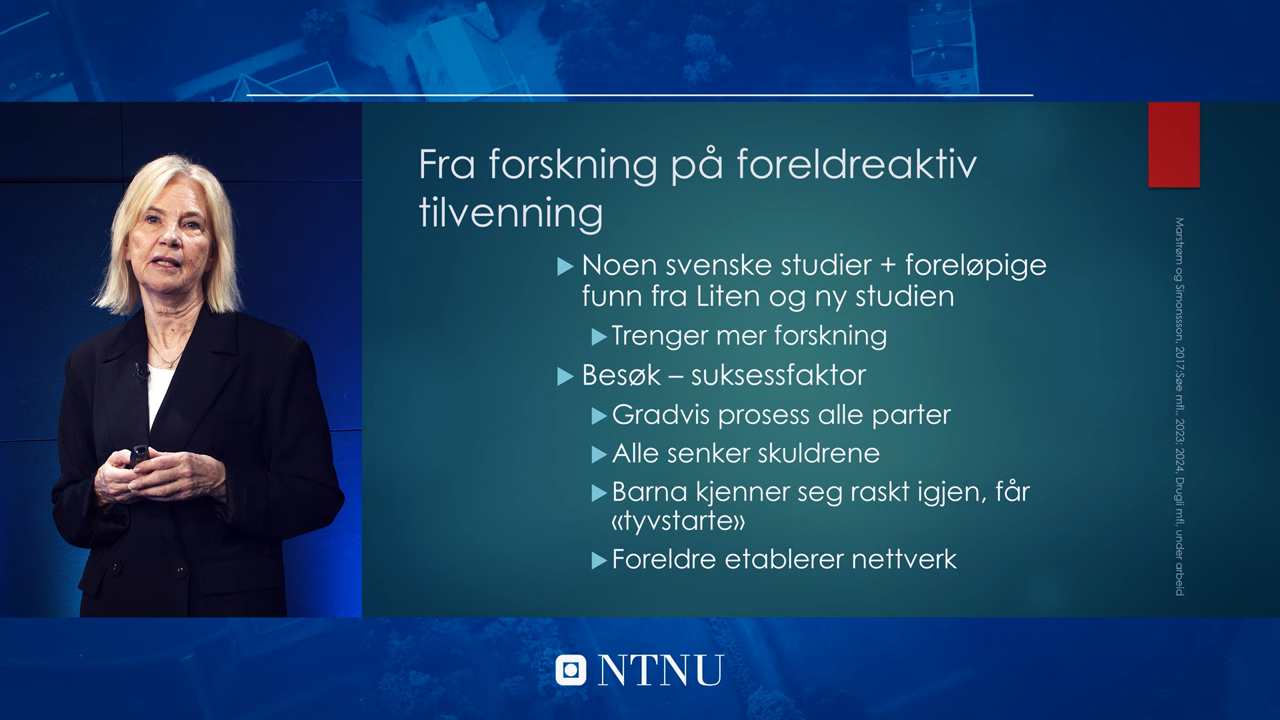 Fra forskning på foreldreaktiv
tilvenning
Noen svenske studier + foreløpige
funn fra Liten og ny studien
Trenger mer forskning
Besøk – suksessfaktor
Gradvis prosess alle parter
Alle senker skuldrene
Barna kjenner seg raskt igjen, får
«tyvstarte»
Foreldre etablerer nettverk
Marstrøm og Simonsson, 2017;Søe mfl., 2023; 2024, Drugli mfl, under arbeid
NTNU